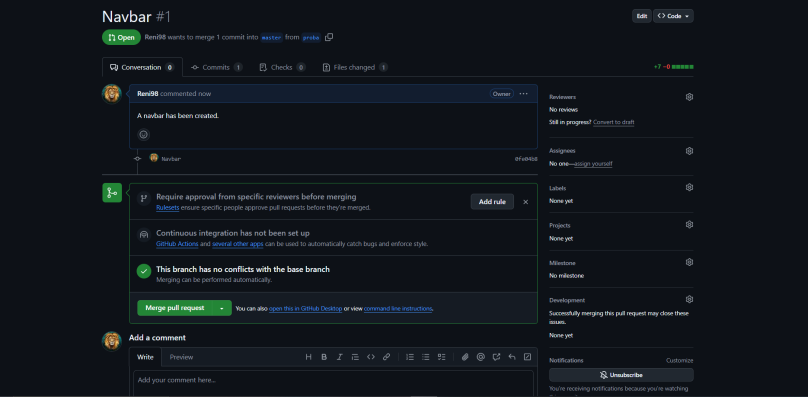 Navbar #1
Edit
Code
Open
Reni98 wants to merge 1 commit into master from proba
Conversation 0
Commits 1
Checks 0
Files changed 1
+7 −0
Reni98 commented now
Owner
A navbar has been created.
Navbar
0fe04b8
Require approval from specific reviewers before merging
Rulesets ensure specific people approve pull requests before they're merged.
Add rule
Continuous integration has not been set up
GitHub Actions and several other apps can be used to automatically catch bugs and enforce style.
This branch has no conflicts with the base branch
Merging can be performed automatically.
Merge pull request
You can also open this in GitHub Desktop or view command line instructions.
Add a comment
Write
Preview
Add your comment here...
Reviewers
No reviews
Still in progress? Convert to draft
Assignees
No one—assign yourself
Labels
None yet
Projects
None yet
Milestone
No milestone
Development
Successfully merging this pull request may close these
issues.
None yet
Notifications
Customize
Unsubscribe
You're receiving notifications because you're watching